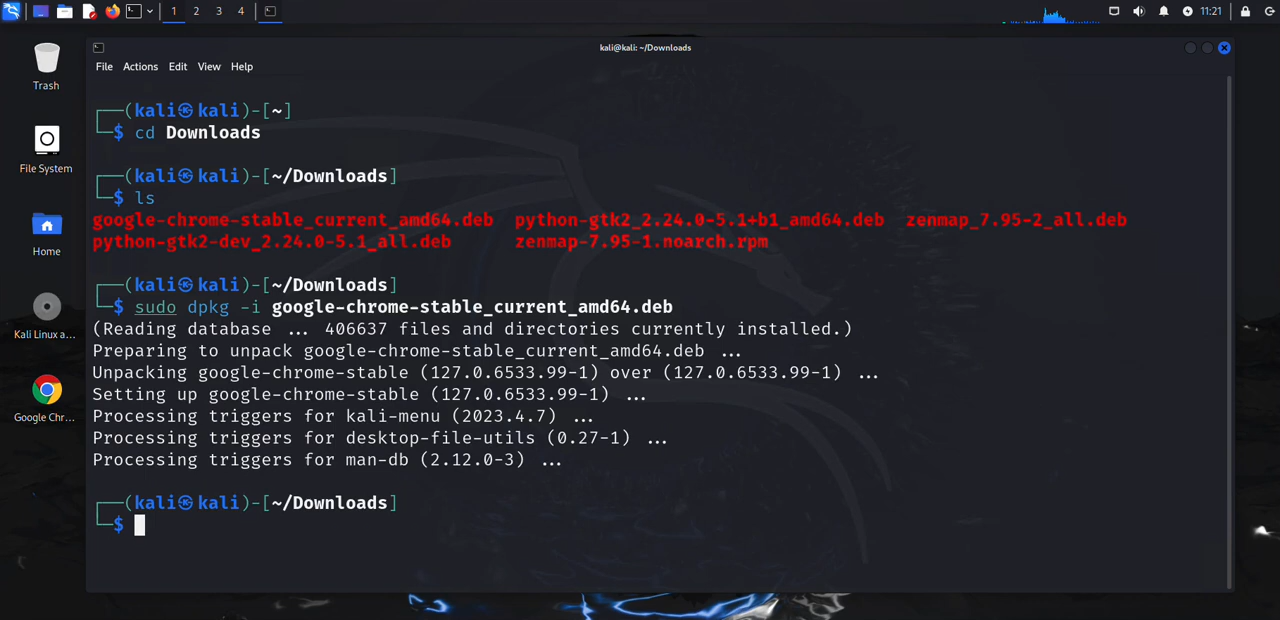 1 2 3 4
11:21
kali@kali: ~/Downloads
File Actions Edit View Help
Trash
File System
Home
Kali Linux a...
Google Chr...
┌──(kali㉿kali)-[~]
└─$ cd Downloads
┌──(kali㉿kali)-[~/Downloads]
└─$ ls
google-chrome-stable_current_amd64.deb python-gtk2_2.24.0-5.1+b1_amd64.deb zenmap_7.95-2_all.deb
python-gtk2-dev_2.24.0-5.1_all.deb zenmap-7.95-1.noarch.rpm
┌──(kali㉿kali)-[~/Downloads]
└─$ sudo dpkg -i google-chrome-stable_current_amd64.deb
(Reading database ... 406637 files and directories currently installed.)
Preparing to unpack google-chrome-stable_current_amd64.deb ...
Unpacking google-chrome-stable (127.0.6533.99-1) over (127.0.6533.99-1) ...
Setting up google-chrome-stable (127.0.6533.99-1) ...
Processing triggers for kali-menu (2023.4.7) ...
Processing triggers for desktop-file-utils (0.27-1) ...
Processing triggers for man-db (2.12.0-3) ...
┌──(kali㉿kali)-[~/Downloads]
└─$